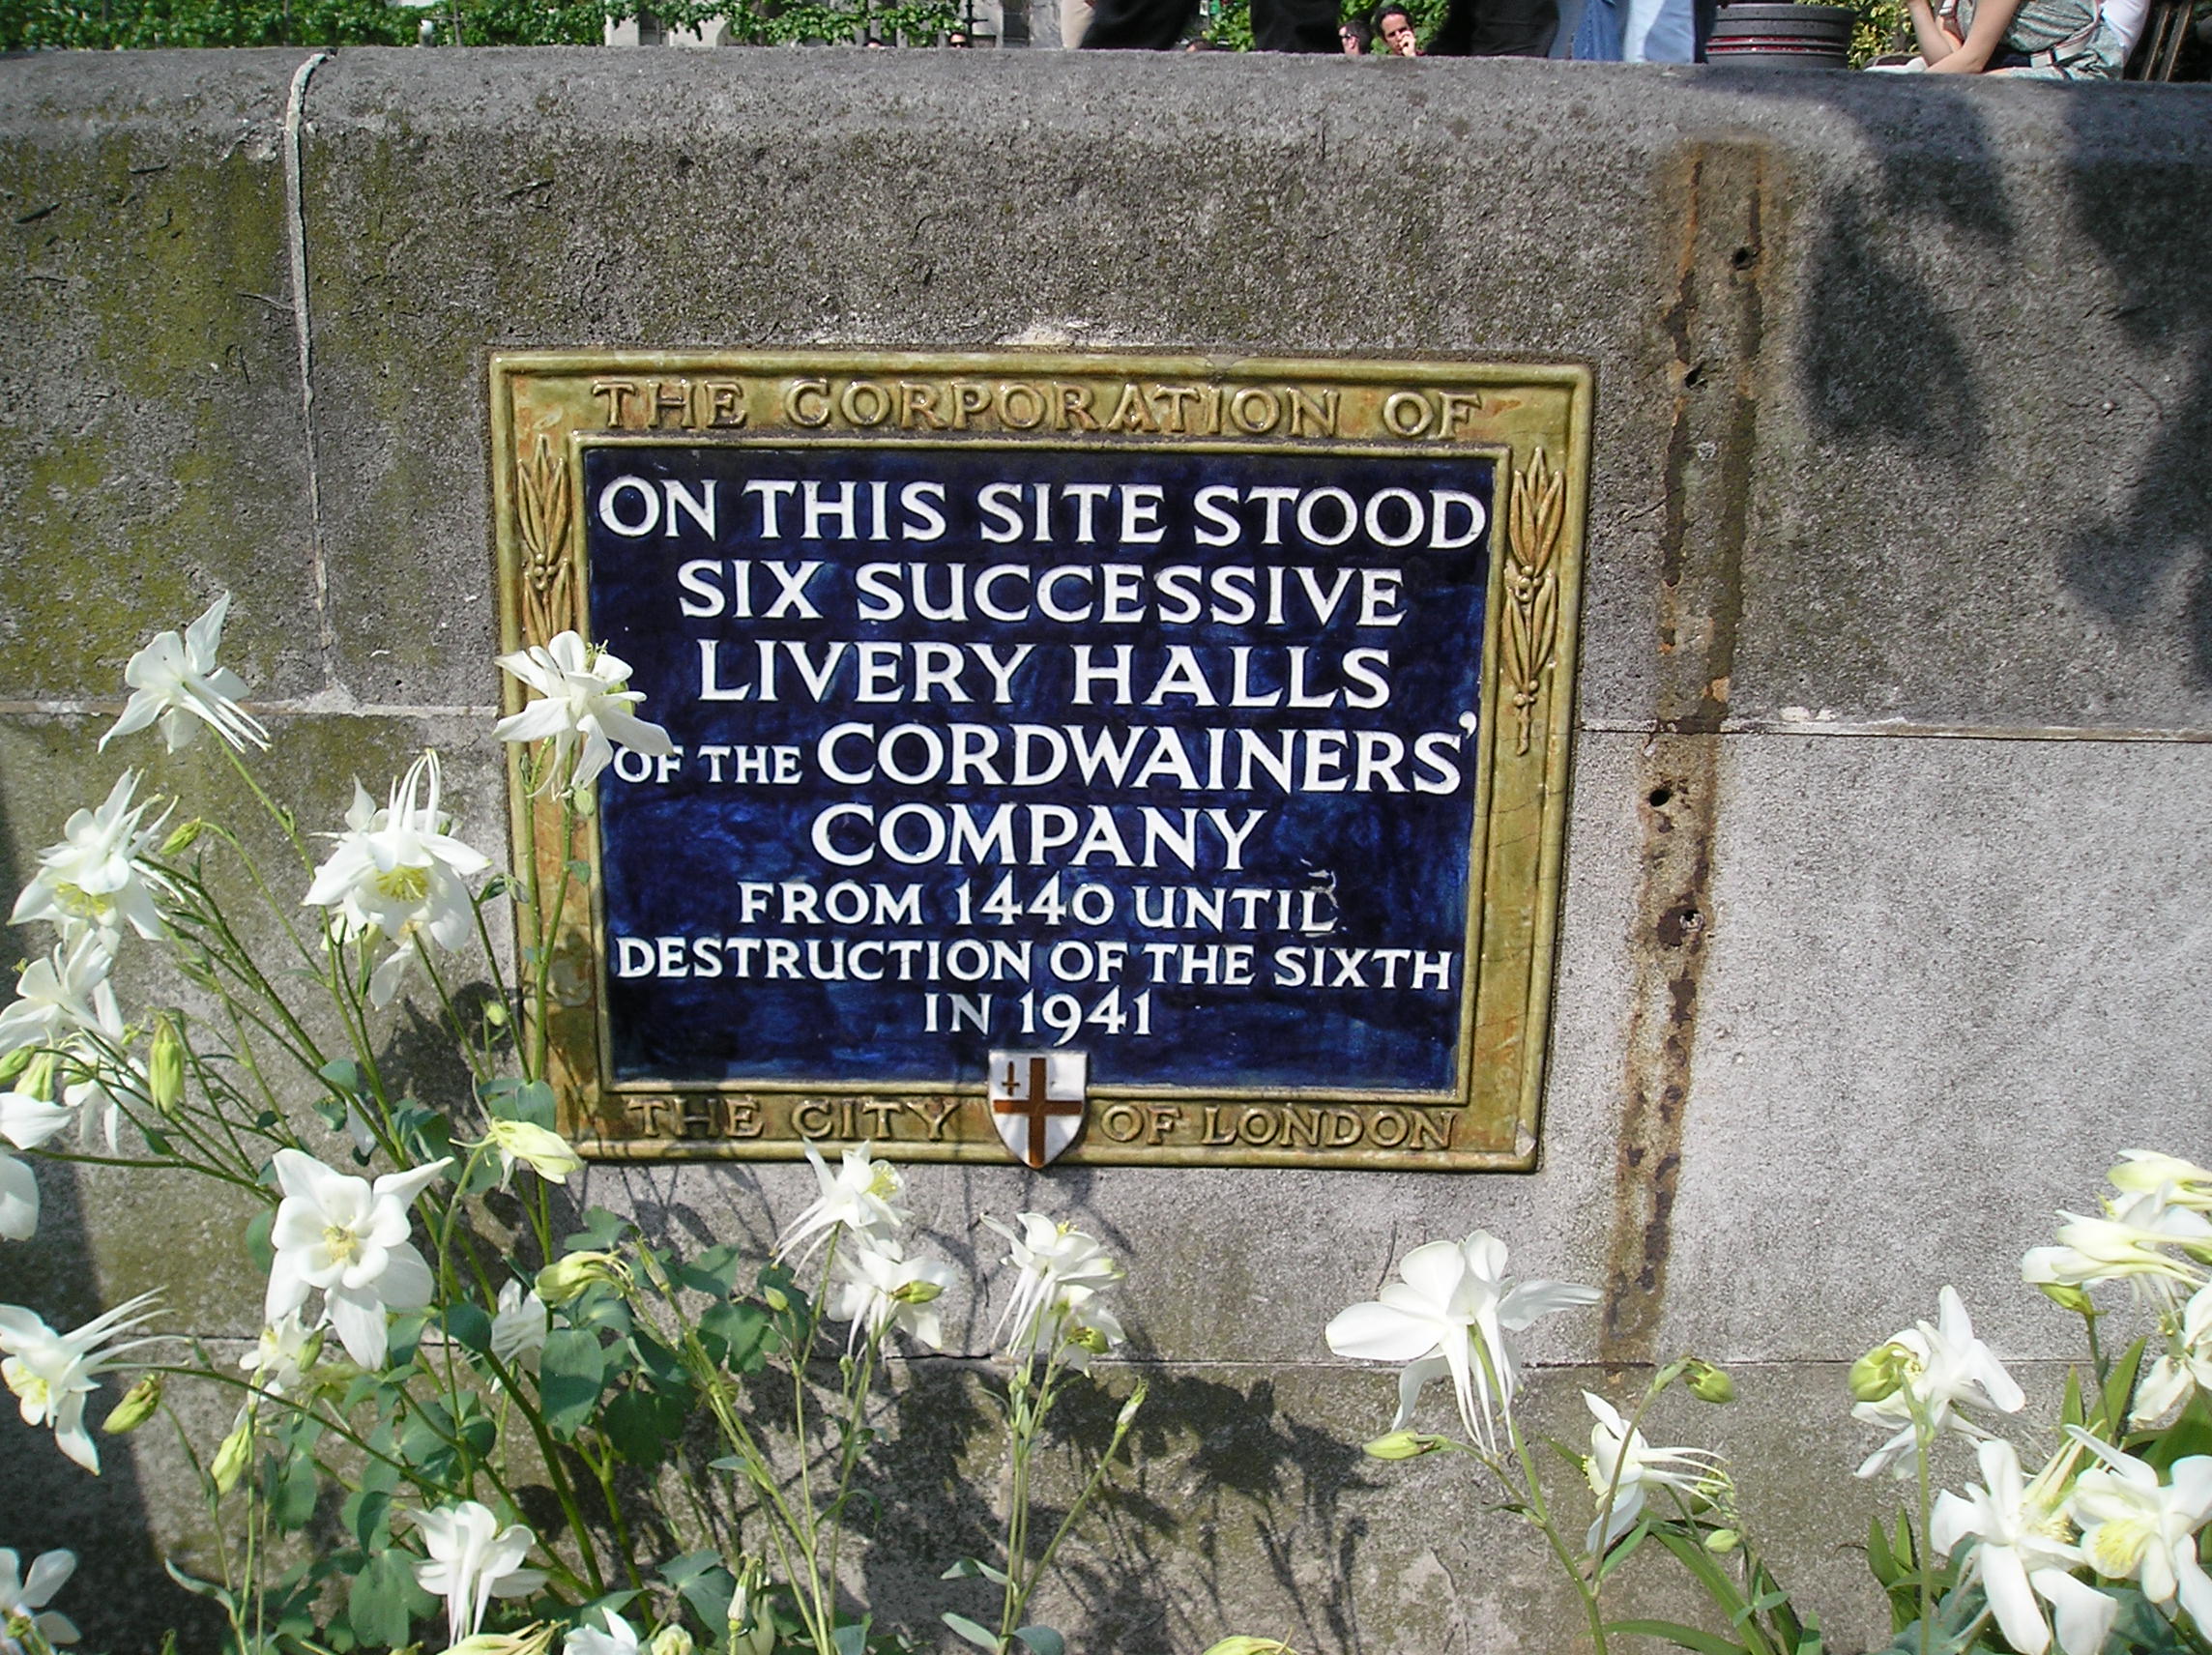 THE CORPORATION OF
ON THIS SITE STOOD
SIX SUCCESSIVE
LIVERY HALLS
OF THE CORDWAINERS'
COMPANY
FROM 1440 UNTIL
DESTRUCTION OF THE SIXTH
IN 1941
THE CITY OF LONDON